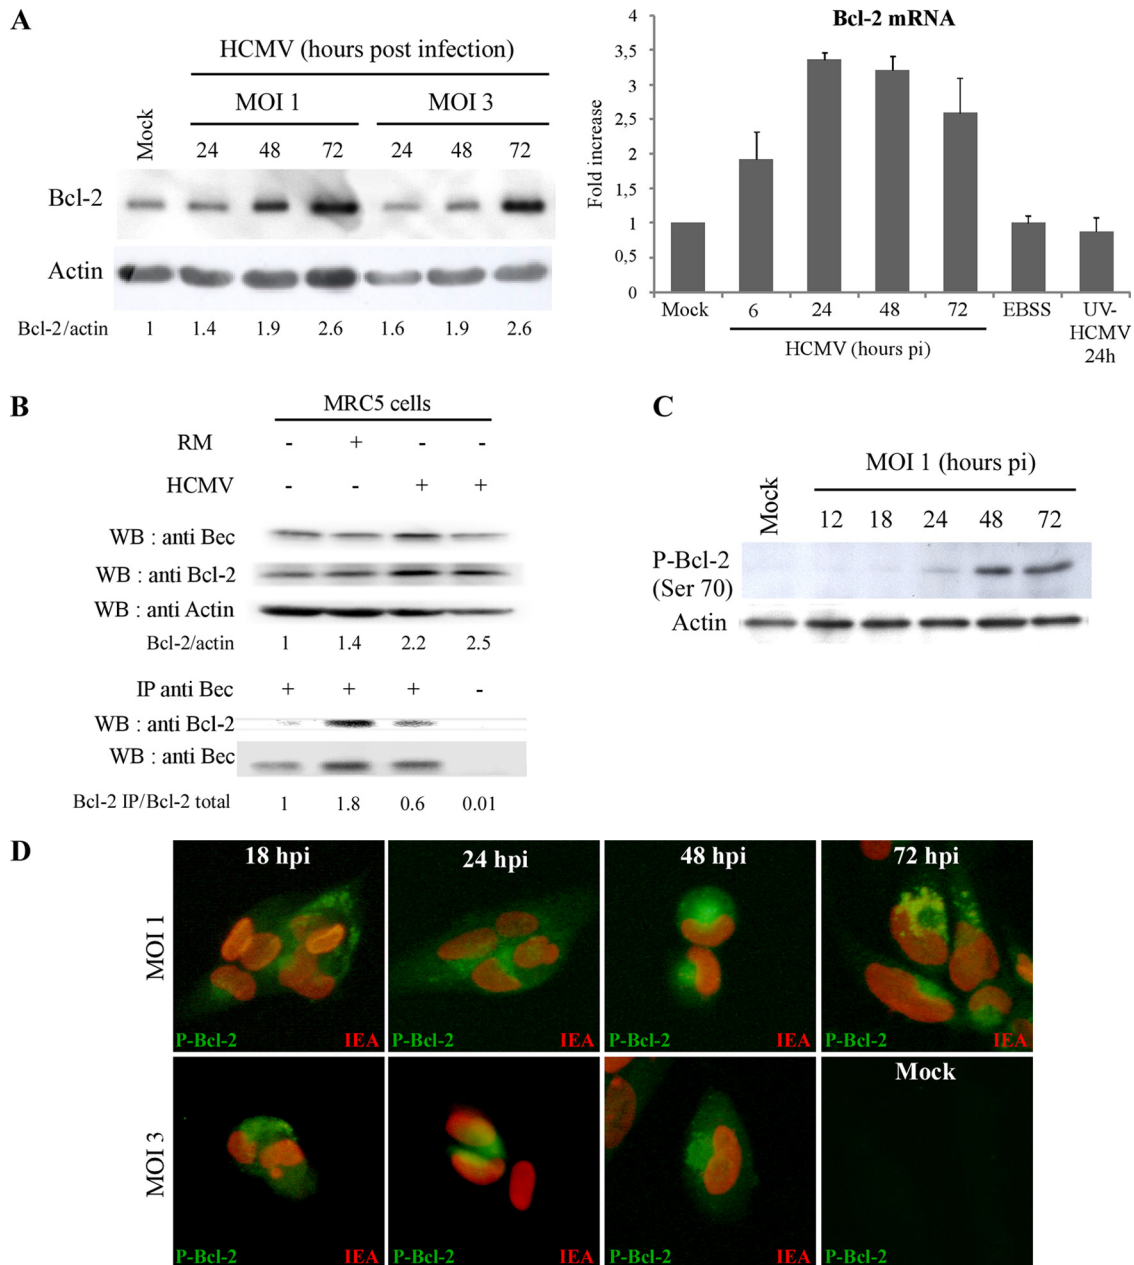 A
HCMV (hours post infection)
MOI 1 MOI 3
Mock 24 48 72 24 48 72
Bcl-2
Actin
Bcl-2/actin 1 1.4 1.9 2.6 1.6 1.9 2.6
Bcl-2 mRNA
Fold increase
3,5
3
2,5
2
1,5
1
0,5
0
Mock 6 24 48 72 EBSS UV-
HCMV
24h
HCMV (hours pi)
B
MRC5 cells
RM - + - -
HCMV - - + +
WB : anti Bec
WB : anti Bcl-2
WB : anti Actin
Bcl-2/actin 1 1.4 2.2 2.5
IP anti Bec + + + -
WB : anti Bcl-2
WB : anti Bec
Bcl-2 IP/Bcl-2 total 1 1.8 0.6 0.01
C
MOI 1 (hours pi)
Mock 12 18 24 48 72
P-Bcl-2
(Ser 70)
Actin
D
18 hpi 24 hpi 48 hpi 72 hpi
MOI 1
P-Bcl-2 IEA P-Bcl-2 IEA P-Bcl-2 IEA P-Bcl-2 IEA
Mock
MOI 3
P-Bcl-2 IEA P-Bcl-2 IEA P-Bcl-2 IEA P-Bcl-2 IEA